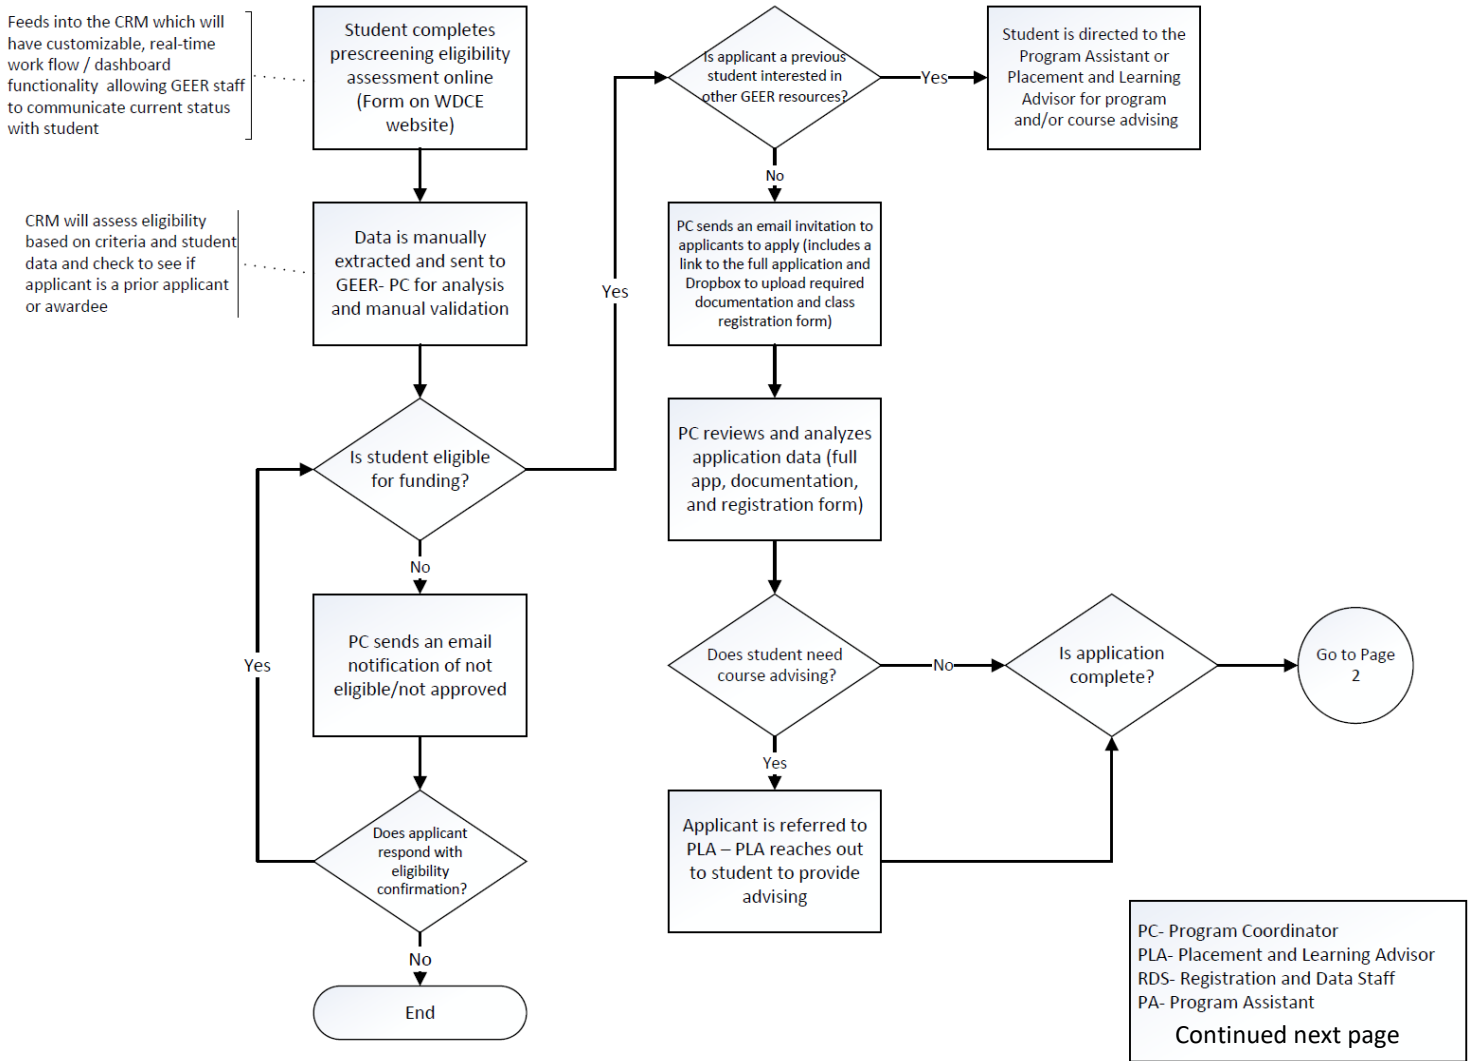 Feeds into the CRM which will
have customizable, real-time
work flow / dashboard
functionality  allowing GEER staff
to communicate current status
with student
Student completes
prescreening eligibility
assessment online
(Form on WDCE
website)
CRM will assess eligibility
based on criteria and student
data and check to see if
applicant is a prior applicant
or awardee
Data is manually
extracted and sent to
GEER- PC for analysis
and manual validation
Is student eligible
for funding?
Yes
No
PC sends an email
notification of not
eligible/not approved
Does applicant
respond with
eligibility
confirmation?
Yes
No
End
Is applicant a previous
student interested in
other GEER resources?
Yes
Student is directed to the
Program Assistant or
Placement and Learning
Advisor for program
and/or course advising
No
PC sends an email invitation to
applicants to apply (includes a
link to the full application and
Dropbox to upload required
documentation and class
registration form)
PC reviews and analyzes
application data (full
app, documentation,
and registration form)
Does student need
course advising?
No
Yes
Applicant is referred to
PLA – PLA reaches out
to student to provide
advising
Is application
complete?
Go to Page
2
PC- Program Coordinator
PLA- Placement and Learning Advisor
RDS- Registration and Data Staff
PA- Program Assistant
Continued next page